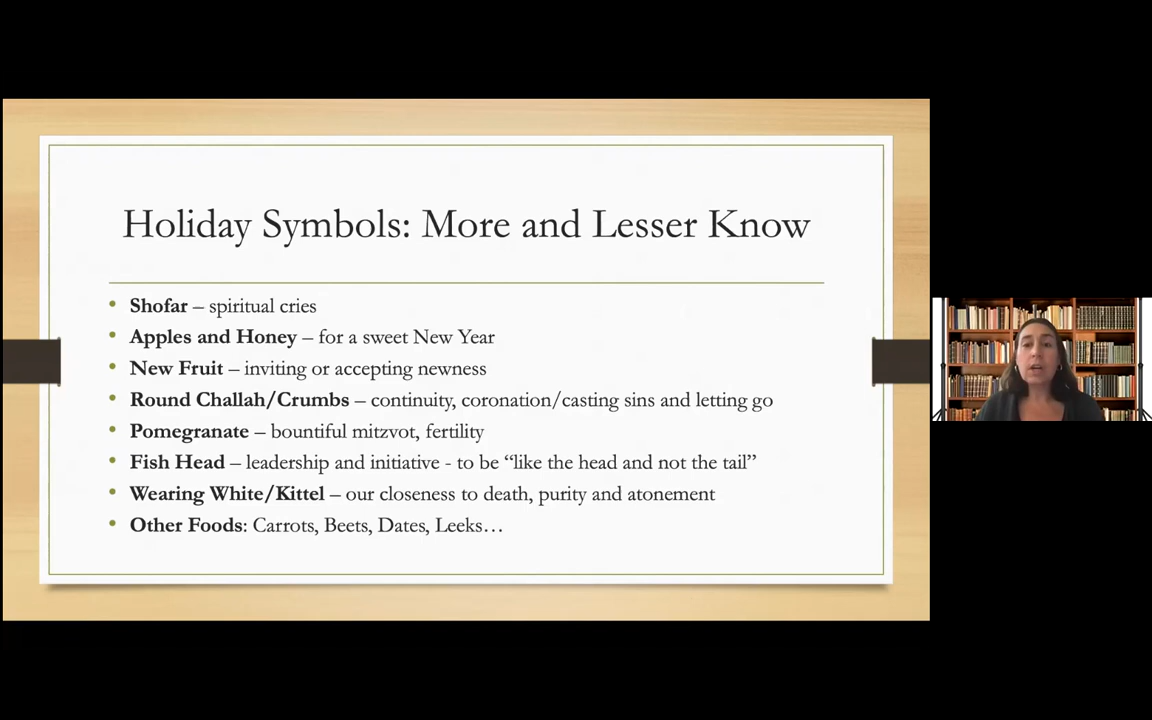 Holiday Symbols: More and Lesser Know
• Shofar – spiritual cries
• Apples and Honey – for a sweet New Year
• New Fruit – inviting or accepting newness
• Round Challah/Crumbs – continuity, coronation/casting sins and letting go
• Pomegranate – bountiful mitzvot, fertility
• Fish Head – leadership and initiative - to be “like the head and not the tail”
• Wearing White/Kittel – our closeness to death, purity and atonement
• Other Foods: Carrots, Beets, Dates, Leeks…